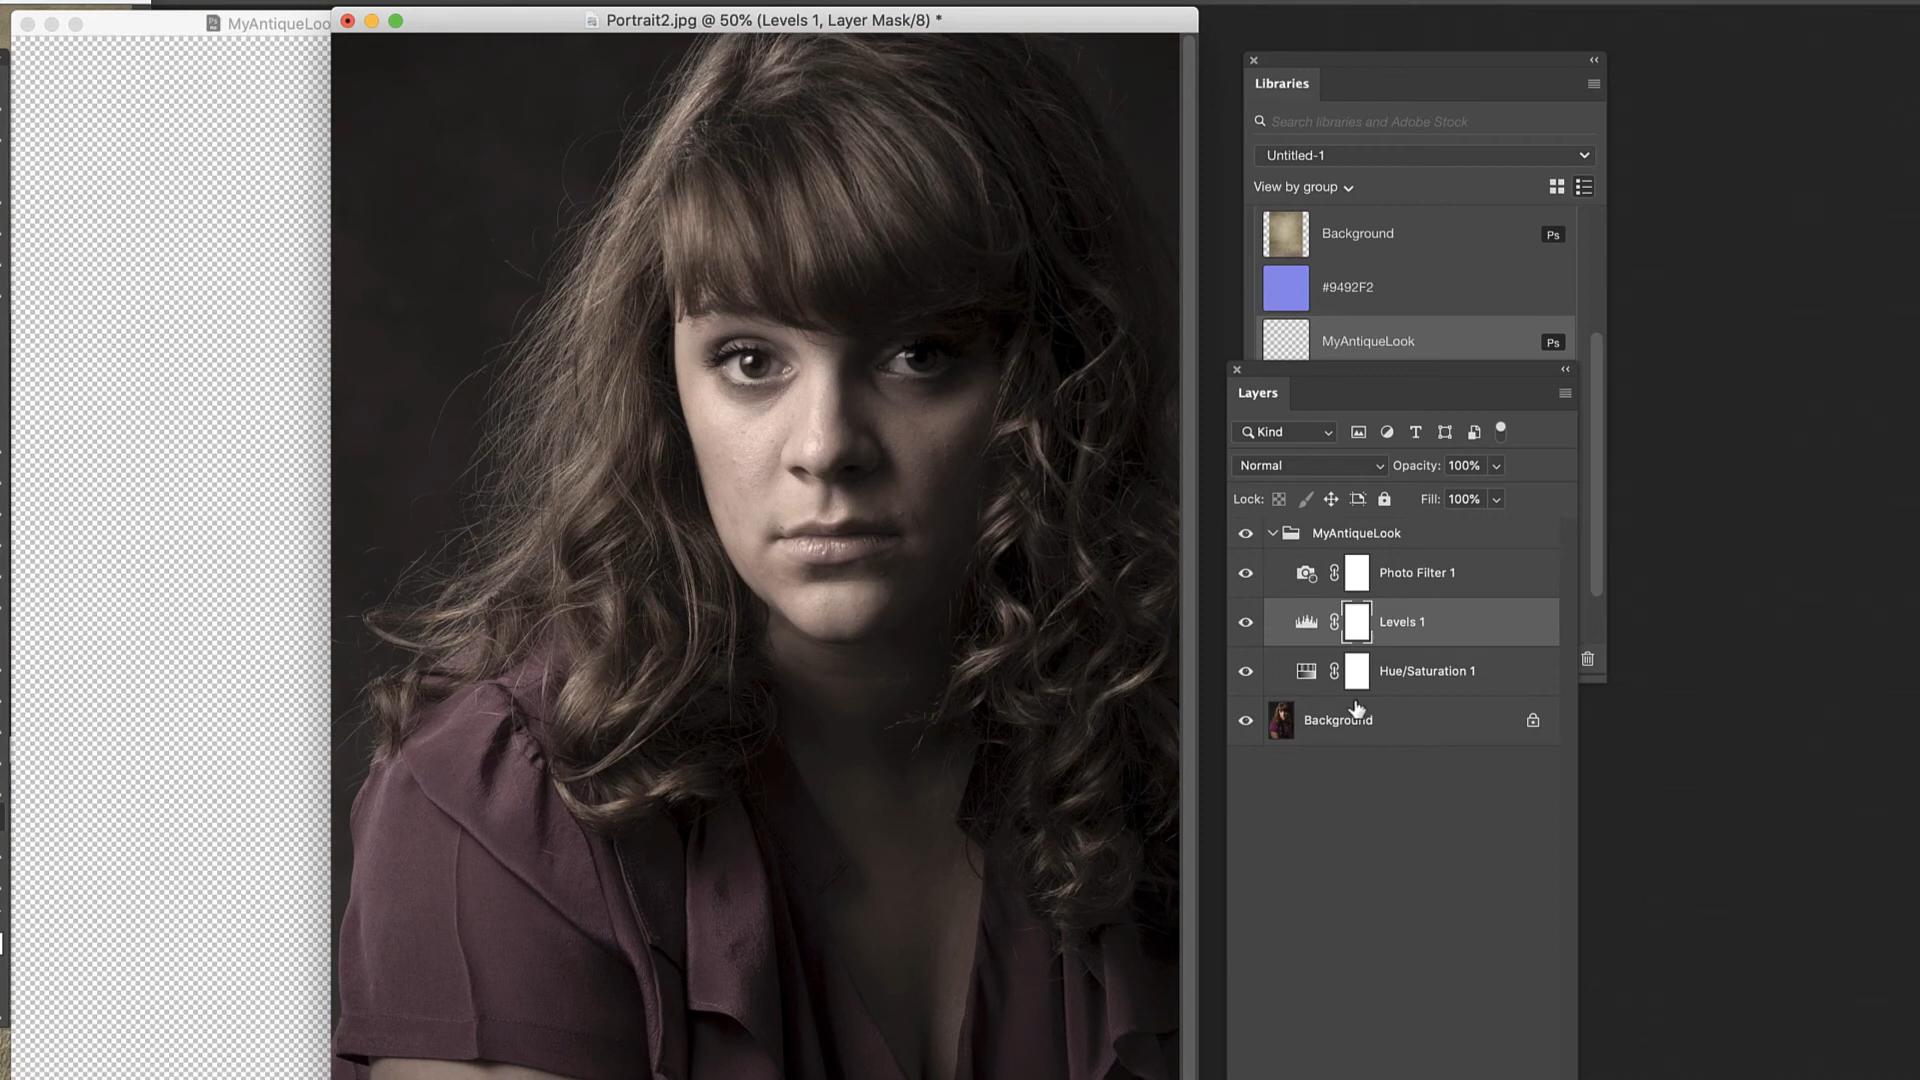 MyAntiqueLoo
Portrait2.jpg @ 50% (Levels 1, Layer Mask/8) *
Libraries
Search libraries and Adobe Stock
Untitled-1
View by group
Background
Ps
#9492F2
MyAntiqueLook
Ps
Layers
Kind
Normal
Opacity: 100%
Lock:
Fill: 100%
MyAntiqueLook
Photo Filter 1
Levels 1
Hue/Saturation 1
Background